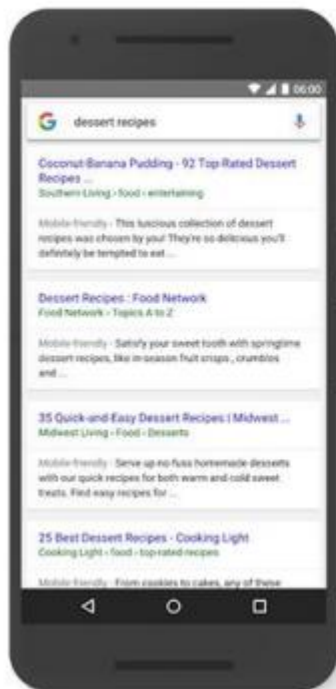 06:00
G dessert recipes
Coconut-Banana Pudding - 92 Top-Rated Dessert
Recipes ...
Southern Living › food › entertaining
Mobile-friendly - This luscious collection of dessert
recipes was chosen by you! They're so delicious you'll
definitely be tempted to eat ...
Dessert Recipes : Food Network
Food Network › Topics A to Z
Mobile-friendly - Satisfy your sweet tooth with springtime
dessert recipes, like in-season fruit crisps , crumbles
and ...
35 Quick-and-Easy Dessert Recipes | Midwest ...
Midwest Living › Food › Desserts
Mobile-friendly - Serve up no-fuss homemade desserts
with our quick recipes for both warm and cold sweet
treats. Find easy recipes for ...
25 Best Dessert Recipes - Cooking Light
Cooking Light › food › top-rated recipes
Mobile-friendly - From cookies to cakes, any of these